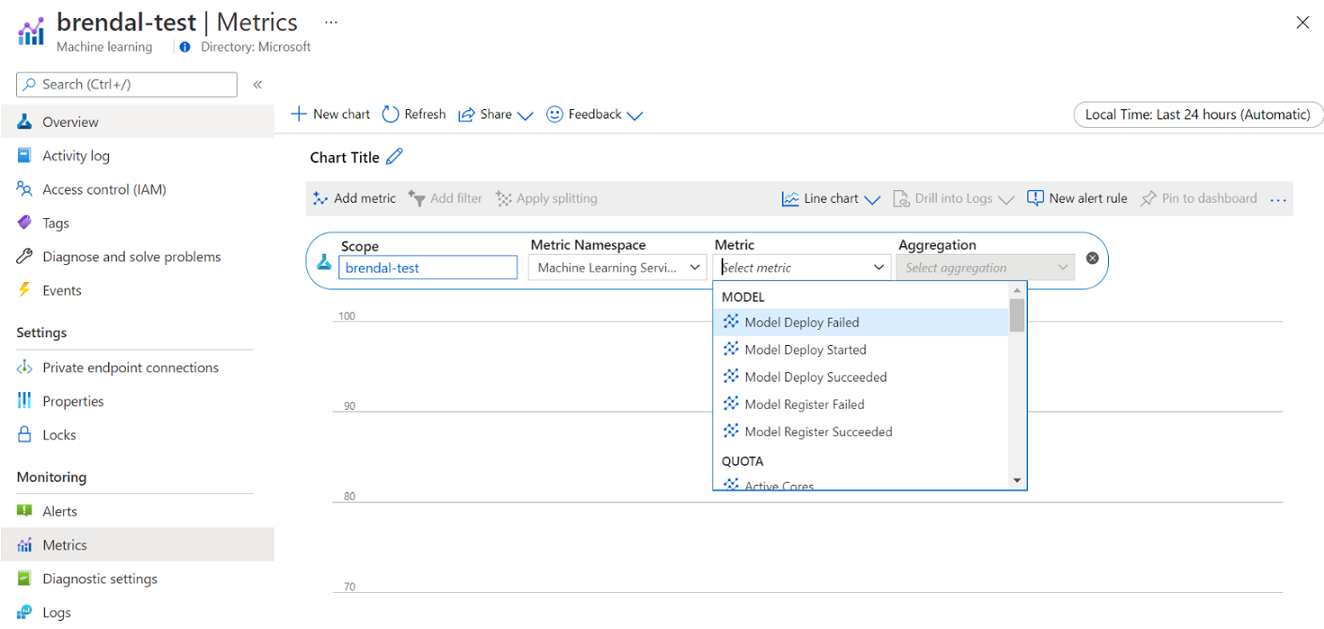 brendal-test | Metrics ...
Machine learning Directory: Microsoft
Search (Ctrl+/) «
Overview
Activity log
Access control (IAM)
Tags
Diagnose and solve problems
Events
Settings
Private endpoint connections
Properties
Locks
Monitoring
Alerts
Metrics
Diagnostic settings
Logs
New chart Refresh Share Feedback Local Time: Last 24 hours (Automatic)
Chart Title
Add metric Add filter Apply splitting Line chart Drill into Logs New alert rule Pin to dashboard ...
Scope Metric Namespace Metric Aggregation
brendal-test Machine Learning Servi... Select metric Select aggregation
MODEL
Model Deploy Failed
Model Deploy Started
Model Deploy Succeeded
Model Register Failed
Model Register Succeeded
QUOTA
Active Cores
100
90
80
70